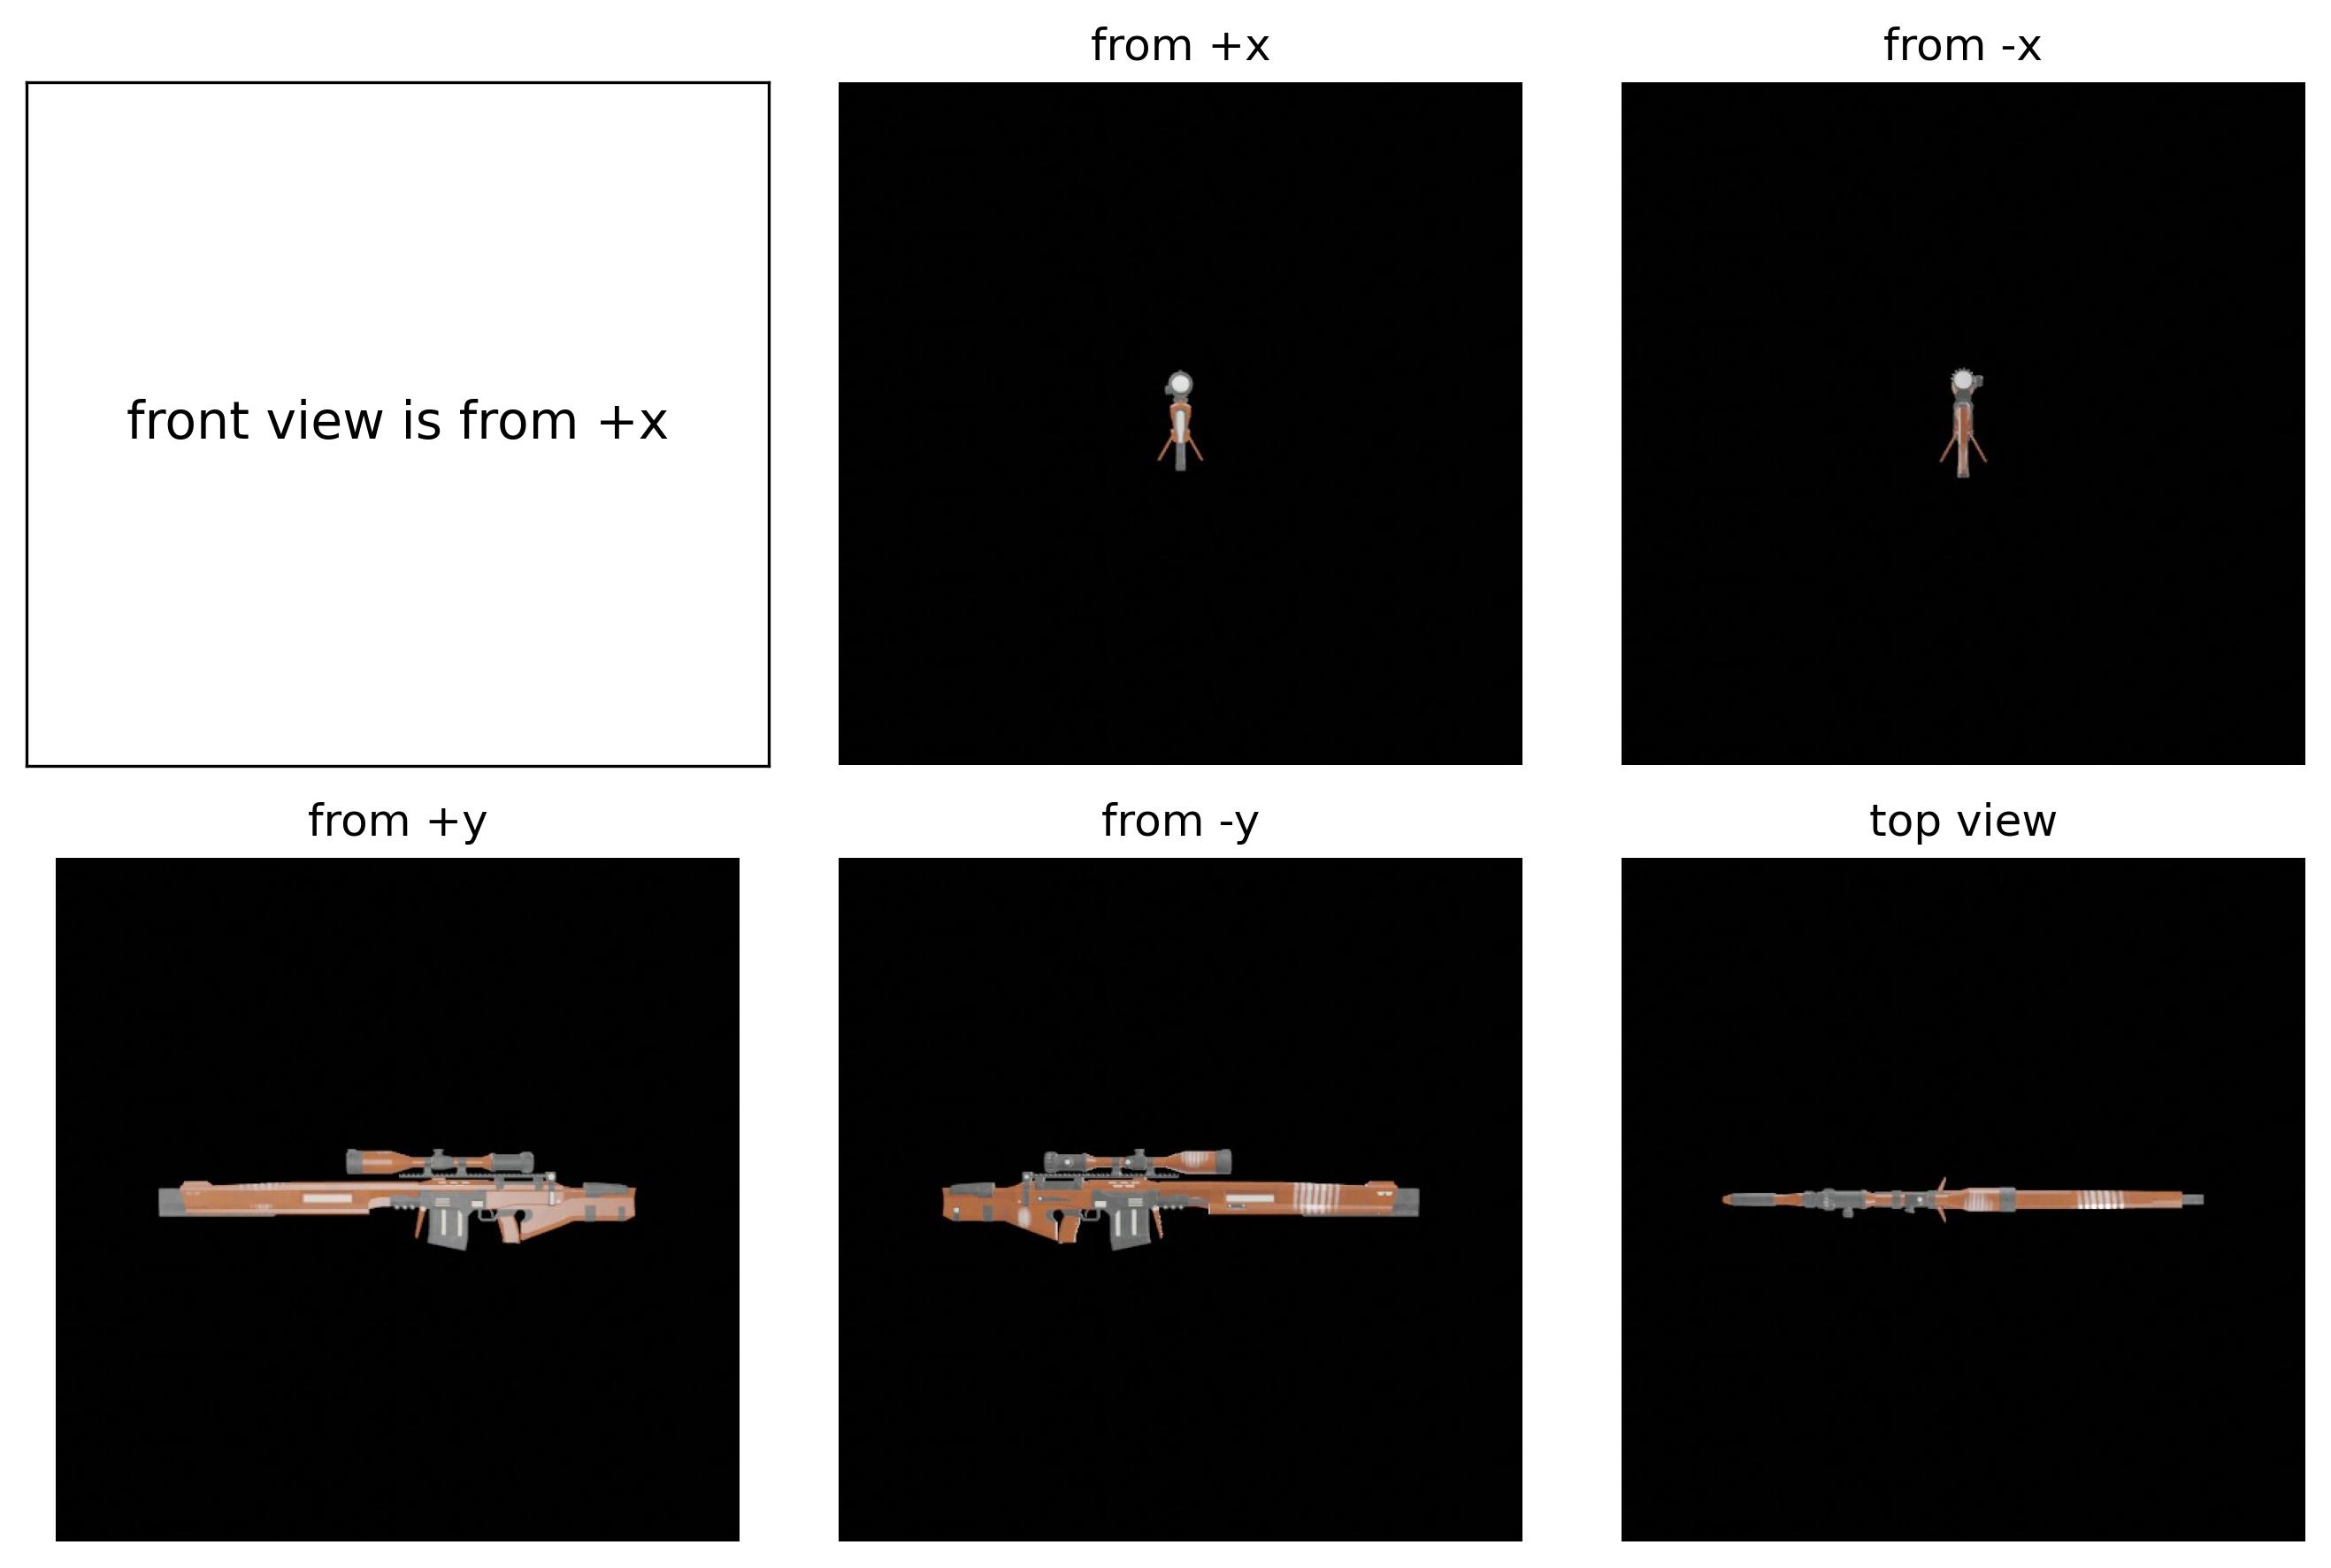 from +x
from -x
front view is from +x
from +y
from -y
top view